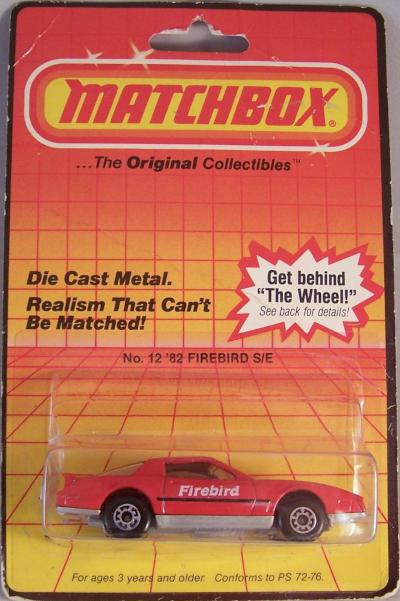 MATCHBOX®
...The Original Collectibles™
Die Cast Metal.
Realism That Can't
Be Matched!
Get behind
"The Wheel!"
See back for details!
No. 12 '82 FIREBIRD S/E
Firebird
For ages 3 years and older. Conforms to PS 72-76.